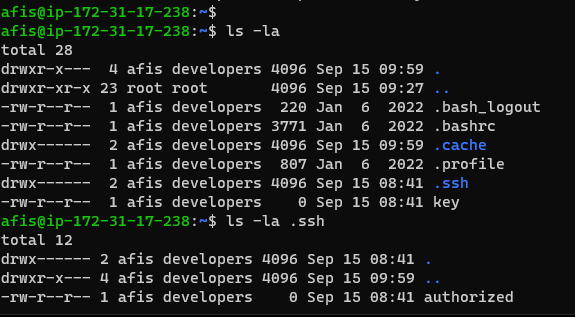 afis@ip-172-31-17-238:~$
afis@ip-172-31-17-238:~$ ls -la
total 28
drwxr-x---  4 afis developers 4096 Sep 15 09:59 .
drwxr-xr-x 23 root root       4096 Sep 15 09:27 ..
-rw-r--r--  1 afis developers  220 Jan  6  2022 .bash_logout
-rw-r--r--  1 afis developers 3771 Jan  6  2022 .bashrc
drwx------  2 afis developers 4096 Sep 15 09:59 .cache
-rw-r--r--  1 afis developers  807 Jan  6  2022 .profile
drwx------  2 afis developers 4096 Sep 15 08:41 .ssh
-rw-r--r--  1 afis developers    0 Sep 15 08:41 key
afis@ip-172-31-17-238:~$ ls -la .ssh
total 12
drwx------ 2 afis developers 4096 Sep 15 08:41 .
drwxr-x--- 4 afis developers 4096 Sep 15 09:59 ..
-rw-r--r-- 1 afis developers    0 Sep 15 08:41 authorized